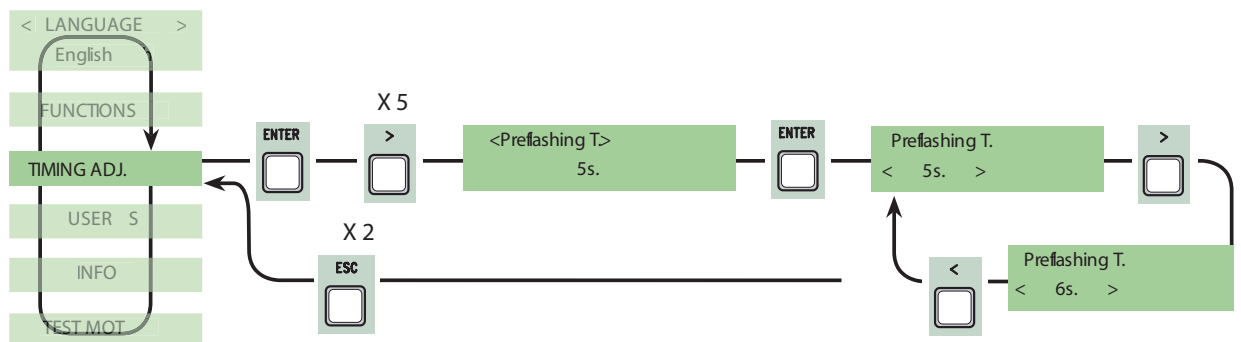 < LANGUAGE >
English
FUNCTIONS
TIMING ADJ.
USER S
INFO
TEST MOT
ENTER
X 5
>
<Preflashing T.>
5s.
ENTER
Preflashing T.
< 5s. >
>
Preflashing T.
< 6s. >
<
X 2
ESC